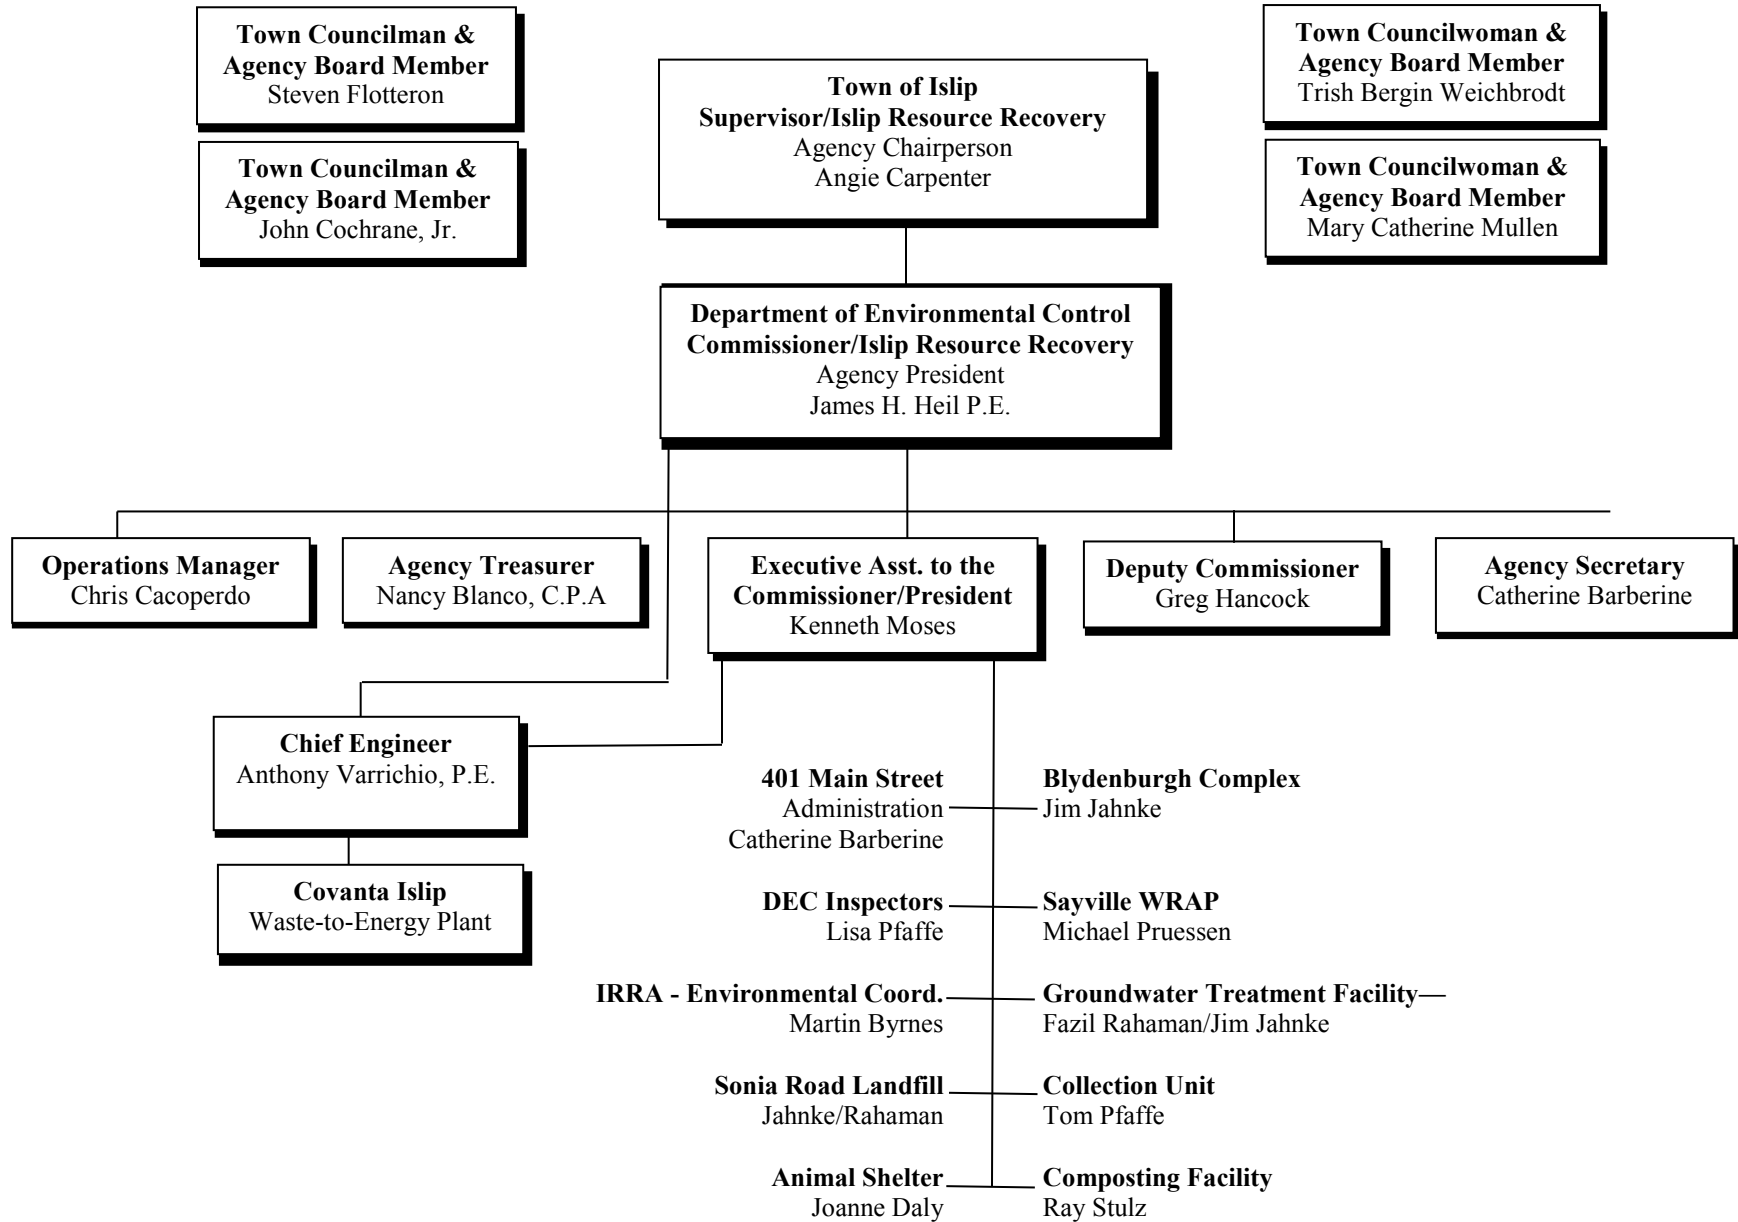 Town Councilman &
Agency Board Member
Steven Flotteron
Town Councilman &
Agency Board Member
John Cochrane, Jr.
Town of Islip
Supervisor/Islip Resource Recovery
Agency Chairperson
Angie Carpenter
Town Councilwoman &
Agency Board Member
Trish Bergin Weichbrodt
Town Councilwoman &
Agency Board Member
Mary Catherine Mullen
Department of Environmental Control
Commissioner/Islip Resource Recovery
Agency President
James H. Heil P.E.
Operations Manager
Chris Cacoperdo
Agency Treasurer
Nancy Blanco, C.P.A
Executive Asst. to the
Commissioner/President
Kenneth Moses
Deputy Commissioner
Greg Hancock
Agency Secretary
Catherine Barberine
Chief Engineer
Anthony Varrichio, P.E.
Covanta Islip
Waste-to-Energy Plant
401 Main Street
Administration
Catherine Barberine
Blydenburgh Complex
Jim Jahnke
DEC Inspectors
Lisa Pfaffe
Sayville WRAP
Michael Pruessen
IRRA - Environmental Coord.
Martin Byrnes
Groundwater Treatment Facility—
Fazil Rahaman/Jim Jahnke
Sonia Road Landfill
Jahnke/Rahaman
Collection Unit
Tom Pfaffe
Animal Shelter
Joanne Daly
Composting Facility
Ray Stulz